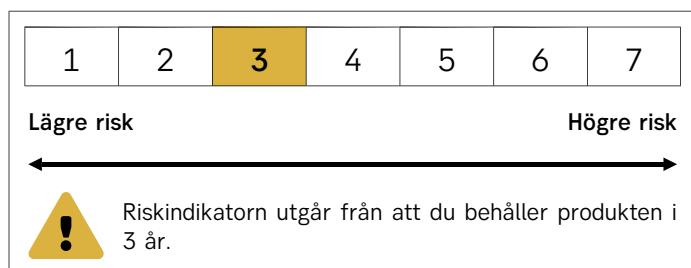 1 2 3 4 5 6 7
Lägre risk Högre risk
Riskindikatorn utgår från att du behåller produkten i
3 år.